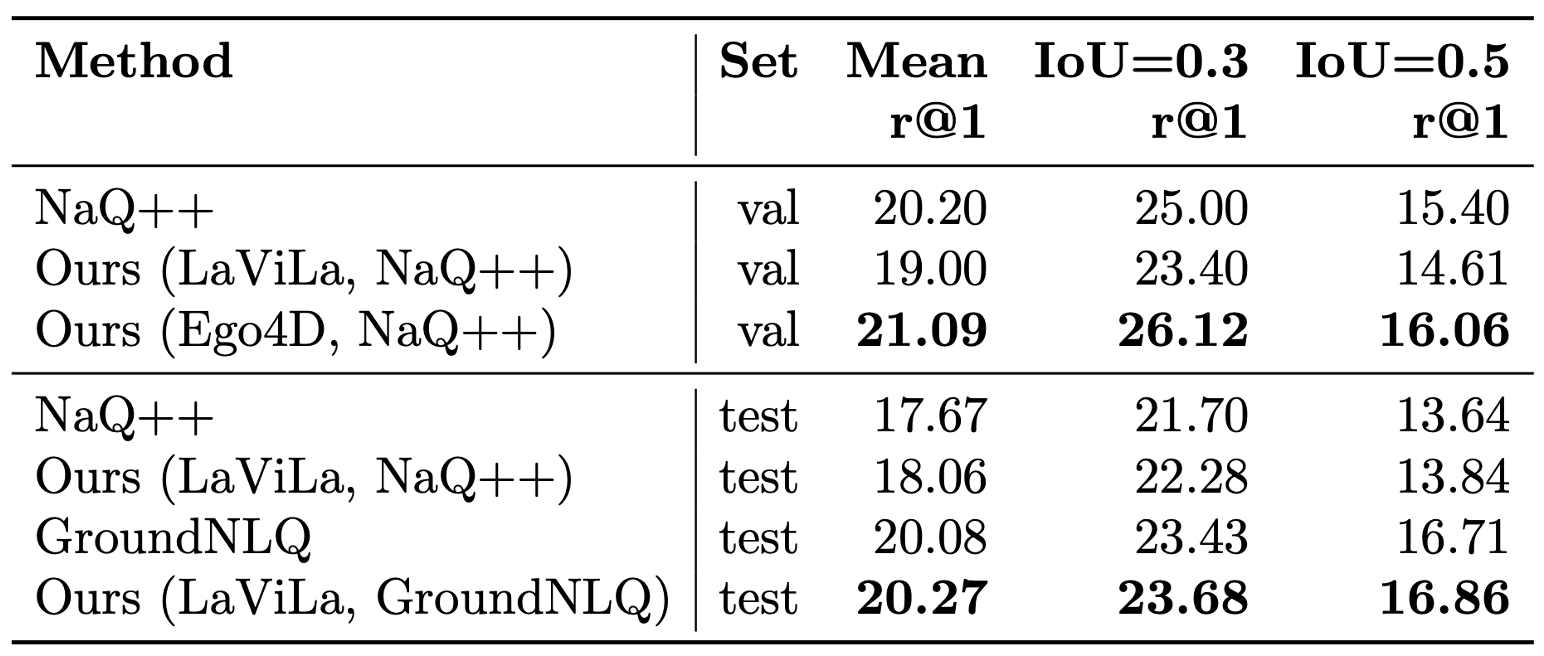 Method Set Mean IoU=0.3 IoU=0.5
r@1 r@1 r@1
NaQ++ val 20.20 25.00 15.40
Ours (LaViLa, NaQ++) val 19.00 23.40 14.61
Ours (Ego4D, NaQ++) val 21.09 26.12 16.06
NaQ++ test 17.67 21.70 13.64
Ours (LaViLa, NaQ++) test 18.06 22.28 13.84
GroundNLQ test 20.08 23.43 16.71
Ours (LaViLa, GroundNLQ) test 20.27 23.68 16.86